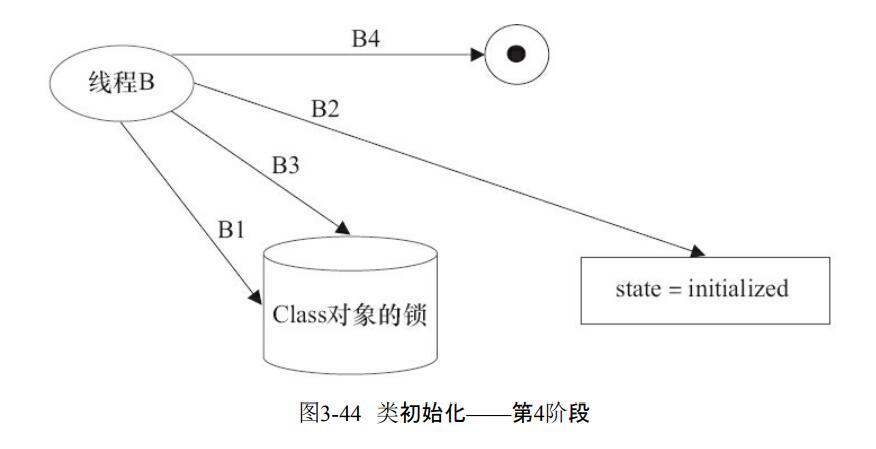 B4
线程B
B2
B3
B1
Class对象的锁
state = initialized
图3-44 类初始化——第4阶段